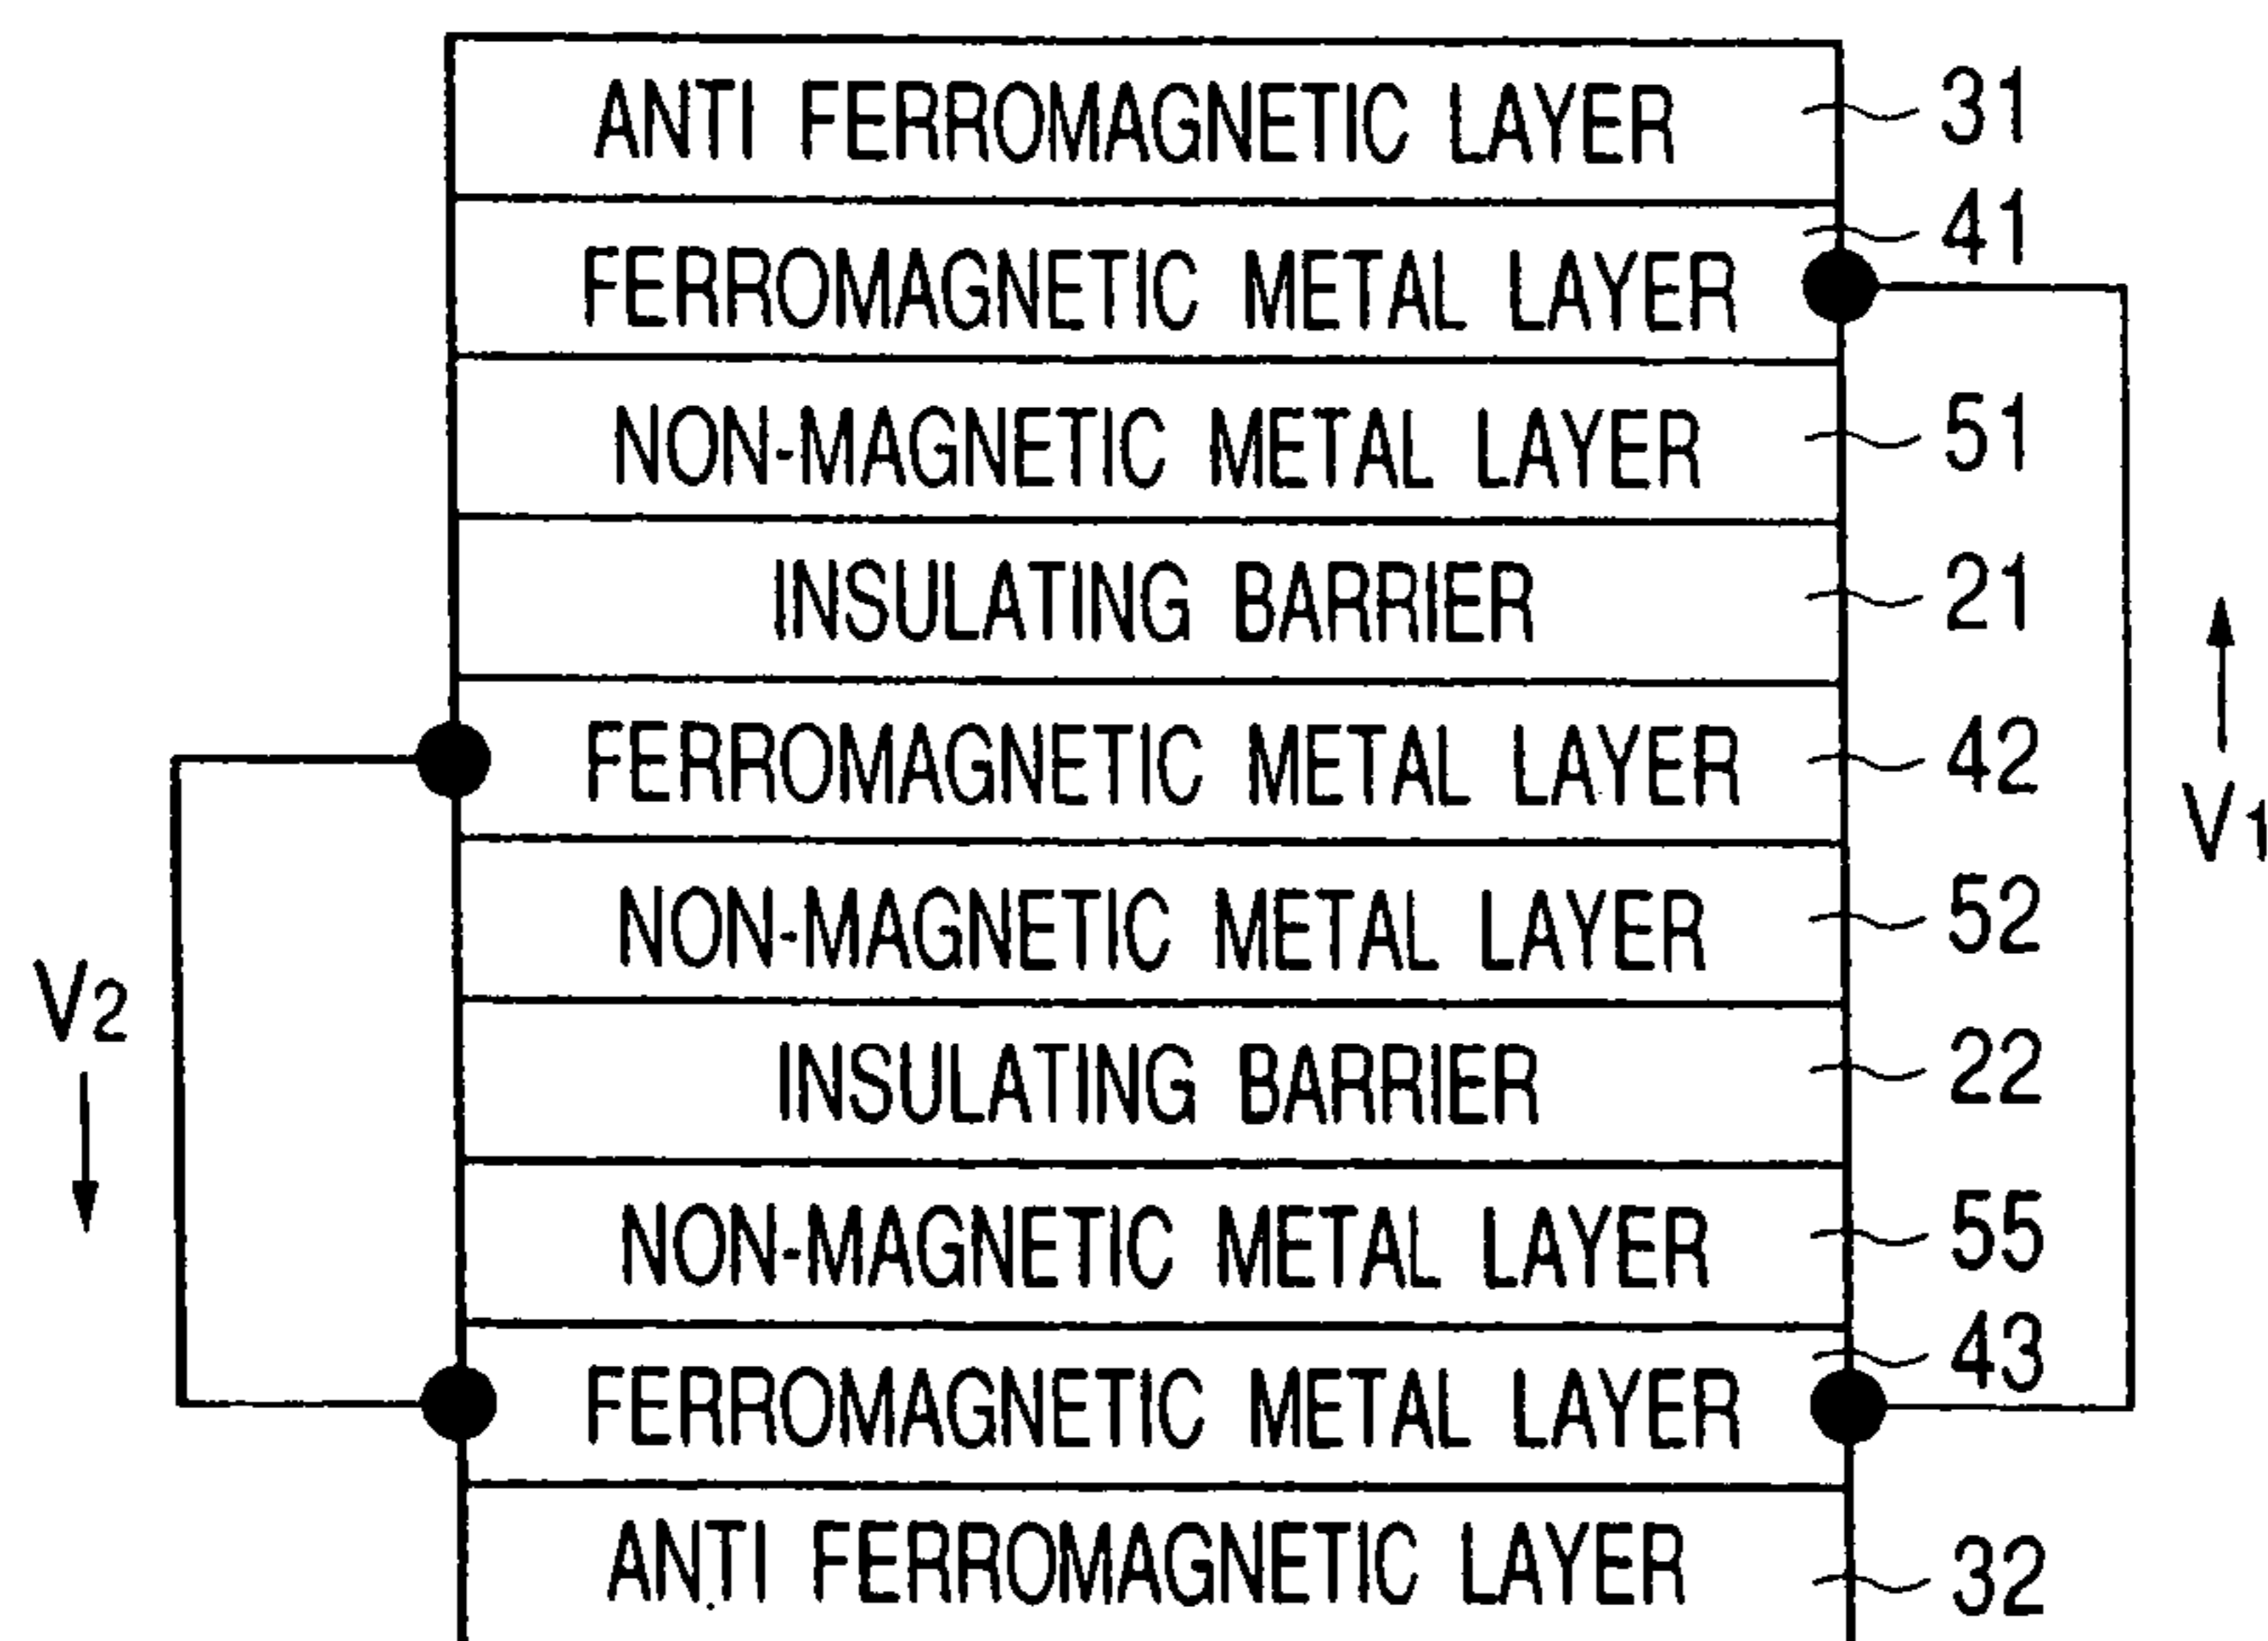 ANTI FERROMAGNETIC LAYER 31
41
FERROMAGNETIC METAL LAYER
NON-MAGNETIC METAL LAYER 51
INSULATING BARRIER 21
FERROMAGNETIC METAL LAYER 42
V1
NON-MAGNETIC METAL LAYER 52
V2
INSULATING BARRIER 22
NON-MAGNETIC METAL LAYER 55
43
FERROMAGNETIC METAL LAYER
ANTI FERROMAGNETIC LAYER 32